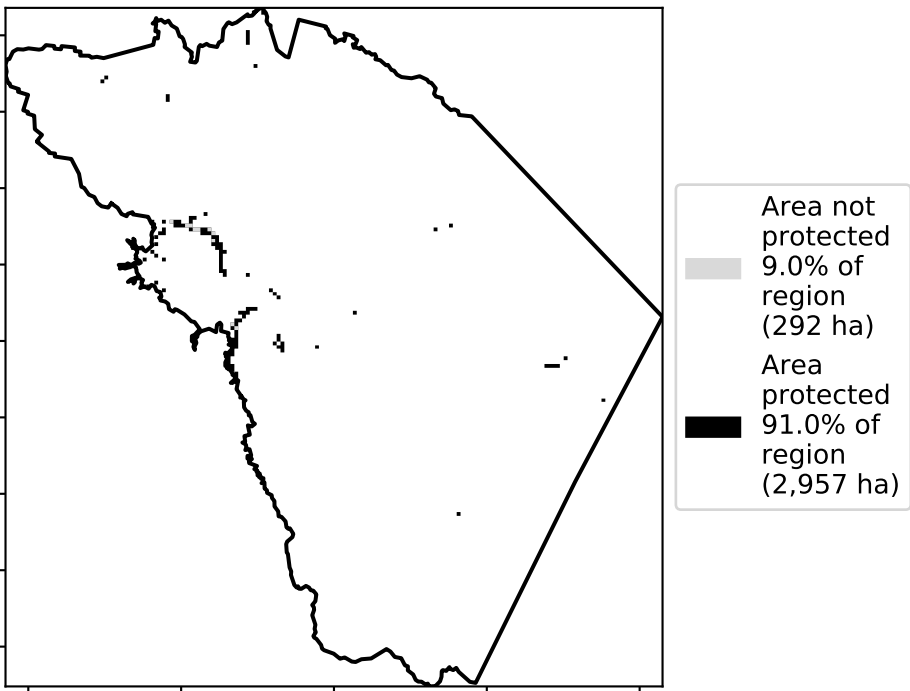 Area not
protected
9.0% of
region
(292 ha)
Area
protected
91.0% of
region
(2,957 ha)